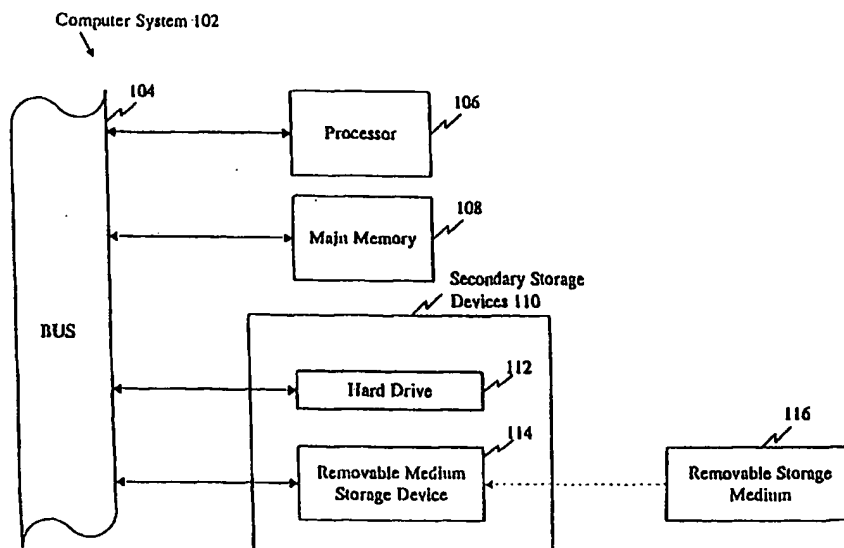 Computer System 102
104
106
Processor
108
Main Memory
Secondary Storage
Devices 110
BUS
112
Hard Drive
114
116
Removable Medium
Storage Device
Removable Storage
Medium